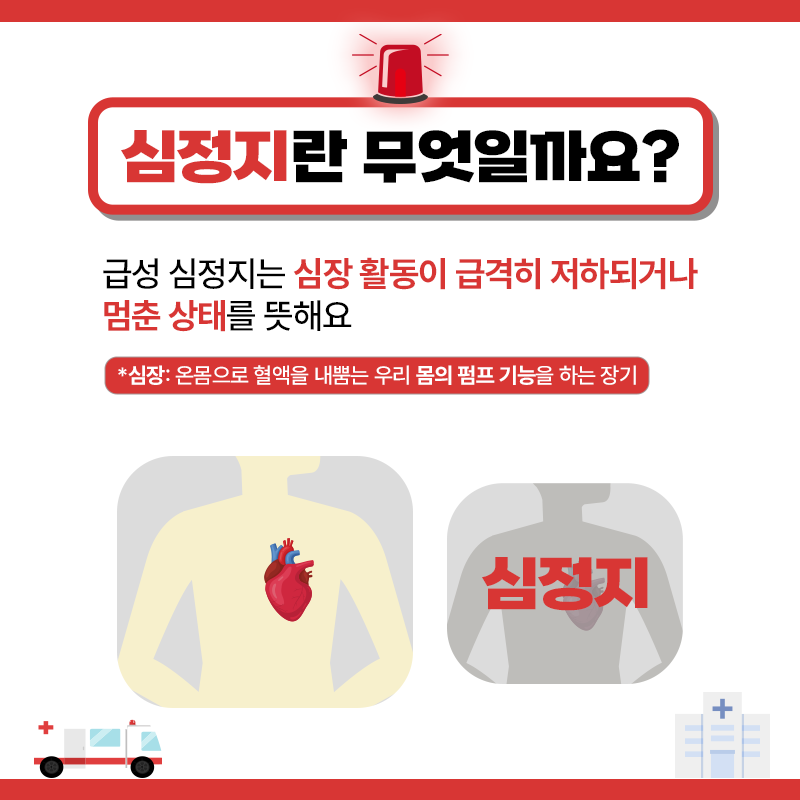 심정지란 무엇일까요?
급성 심정지는 심장 활동이 급격히 저하되거나
멈춘 상태를 뜻해요
*심장: 온몸으로 혈액을 내뿜는 우리 몸의 펌프 기능을 하는 장기
심정지